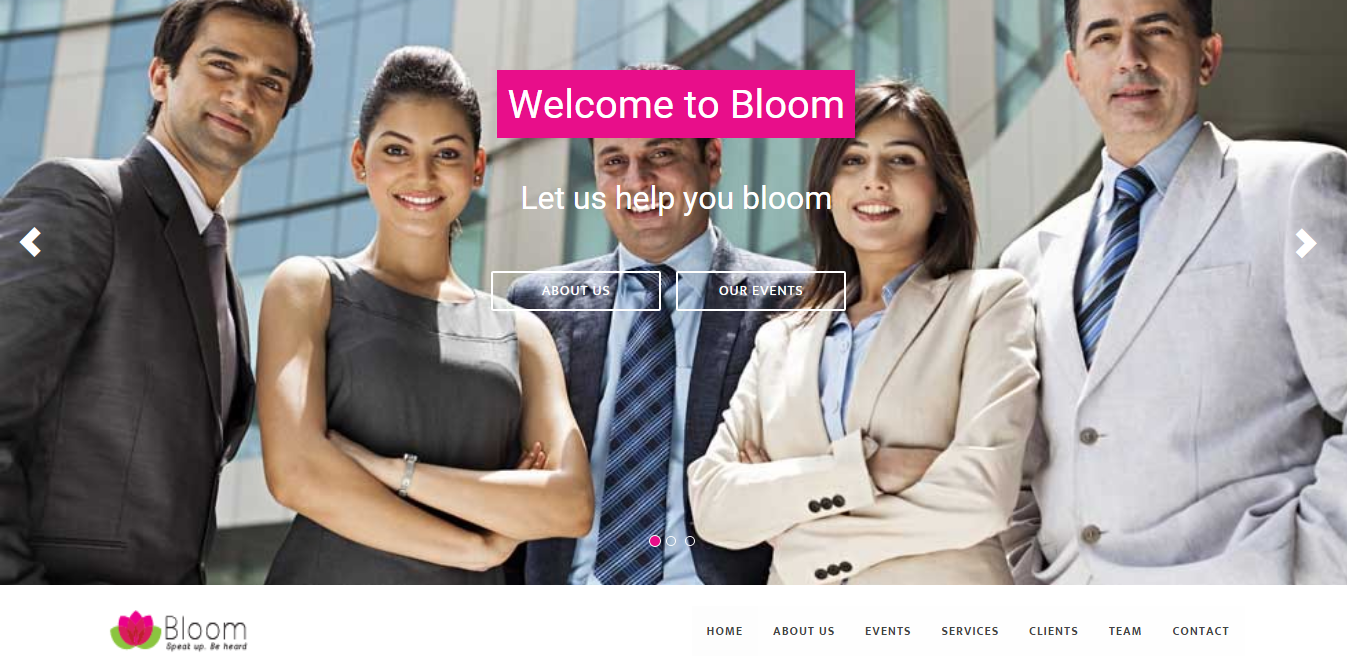 Welcome to Bloom
Let us help you bloom
ABOUT US
OUR EVENTS
Bloom
Speak up. Be heard
HOME
ABOUT US
EVENTS
SERVICES
CLIENTS
TEAM
CONTACT